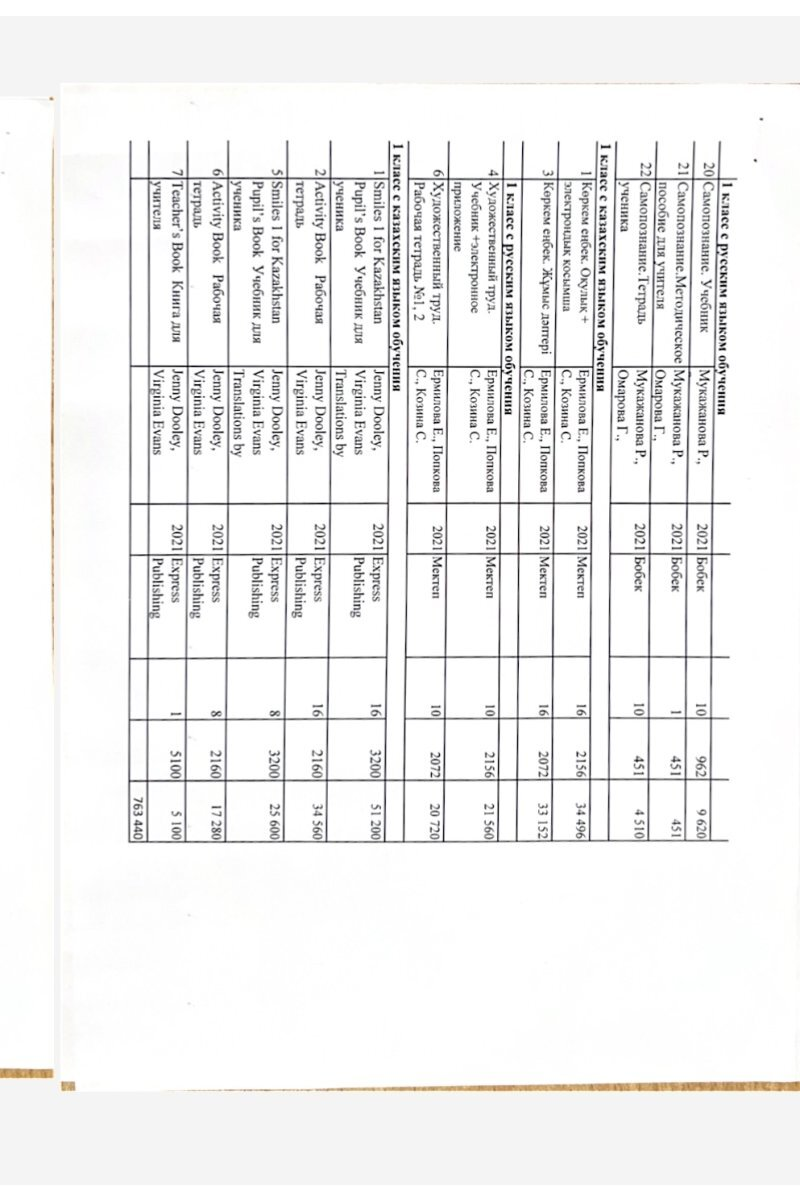 1 класс с русским языком обучения
20 Самопознание. Учебник Мукажанова Р., 2021 Бобек 10 962 9 620
21 Самопознание.Методическое Мукажанова Р., 2021 Бобек 1 451 451
пособие для учителя Омарова Г.,
22 Самопознание.Тетрадь Мукажанова Р., 2021 Бобек 10 451 4 510
ученика Омарова Г.,
1 класс с казахским языком обучения
1 Көркем еңбек. Оқулық + Ермилова Е., Попкова 2021 Мектеп 16 2156 34 496
электрондық қосымша С., Козина С.
3 Көркем еңбек. Жұмыс дәптері Ермилова Е., Попкова 2021 Мектеп 16 2072 33 152
С., Козина С.
1 класс с русским языком обучения
4 Художественный труд. Ермилова Е., Попкова 2021 Мектеп 10 2156 21 560
Учебник +электронное С., Козина С.
приложение
6 Художественный труд. Ермилова Е., Попкова 2021 Мектеп 10 2072 20 720
Рабочая тетрадь №1, 2 С., Козина С.
1 класс с казахским языком обучения
1 Smiles 1 for Kazakhstan Jenny Dooley, 2021 Express 16 3200 51 200
Pupil's Book Учебник для Virginia Evans Publishing
ученика Translations by
2 Activity Book Рабочая Jenny Dooley, 2021 Express 16 2160 34 560
тетрадь Virginia Evans Publishing
5 Smiles 1 for Kazakhstan Jenny Dooley, 2021 Express 8 3200 25 600
Pupil's Book Учебник для Virginia Evans Publishing
ученика Translations by
6 Activity Book Рабочая Jenny Dooley, 2021 Express 8 2160 17 280
тетрадь Virginia Evans Publishing
7 Teacher's Book Книга для Jenny Dooley, 2021 Express 1 5100 5 100
учителя Virginia Evans Publishing
763 440